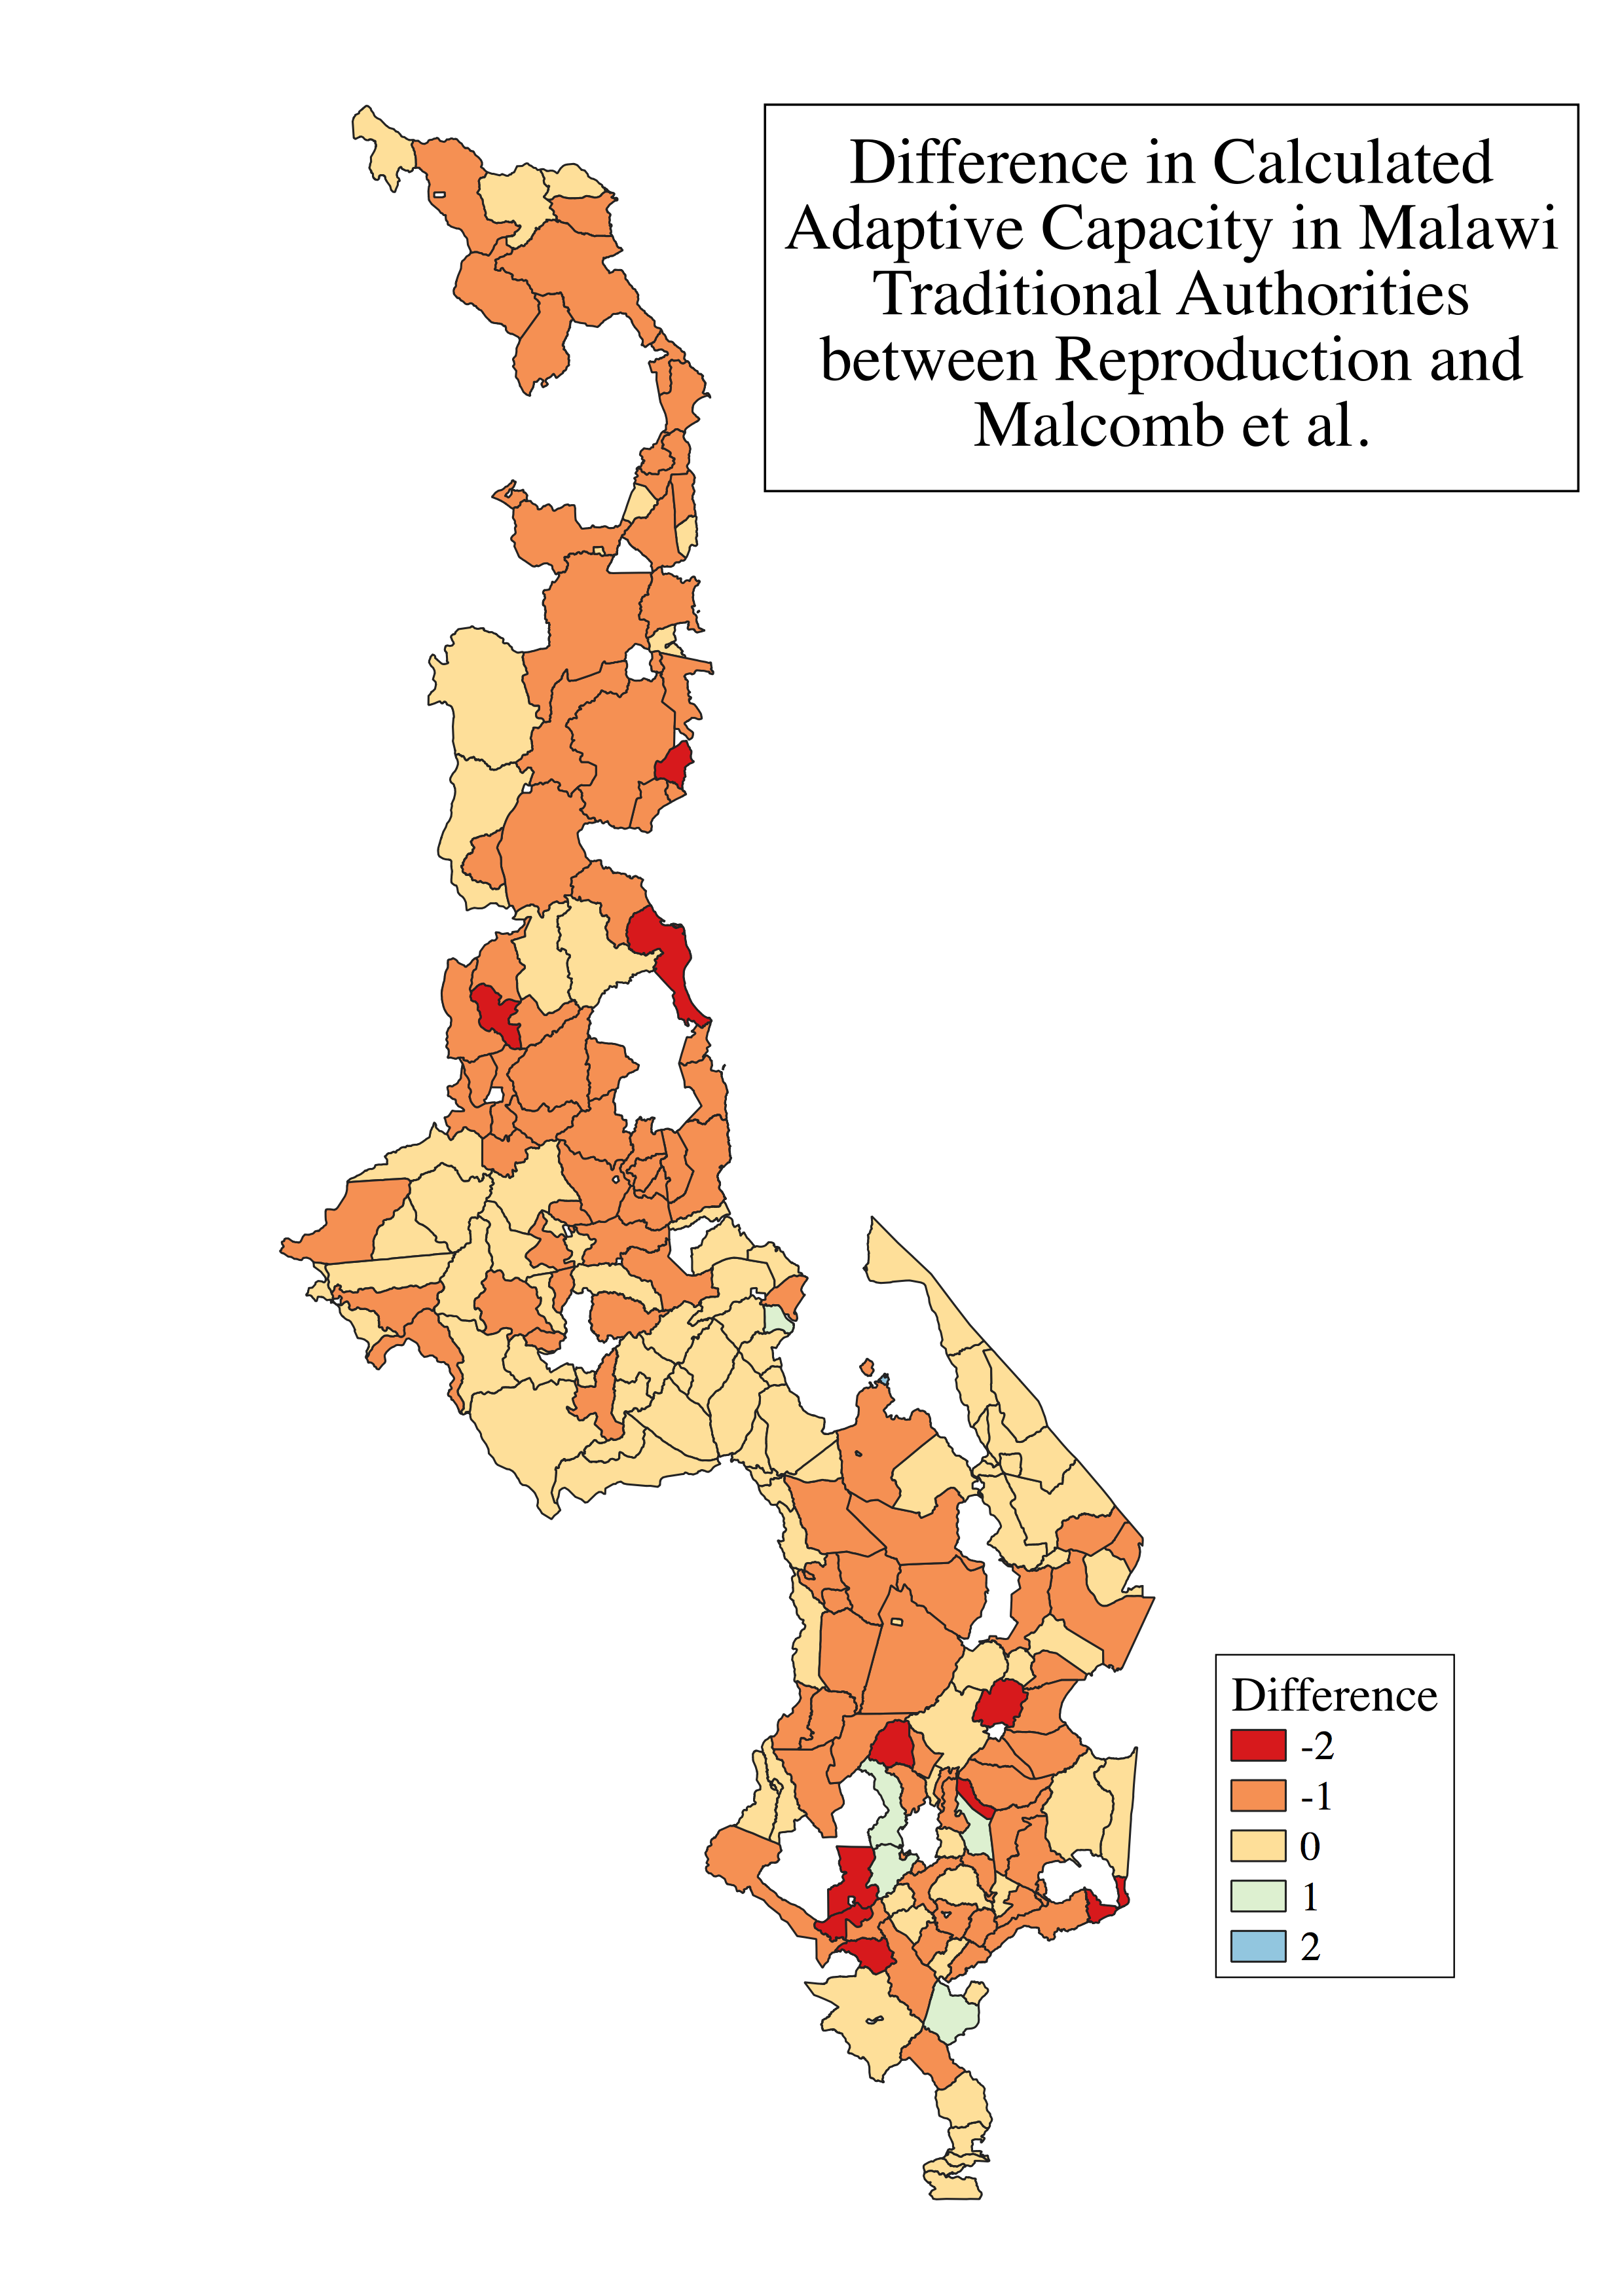 Difference in Calculated
Adaptive Capacity in Malawi
Traditional Authorities
between Reproduction and
Malcomb et al.
Difference
-2
-1
0
1
2